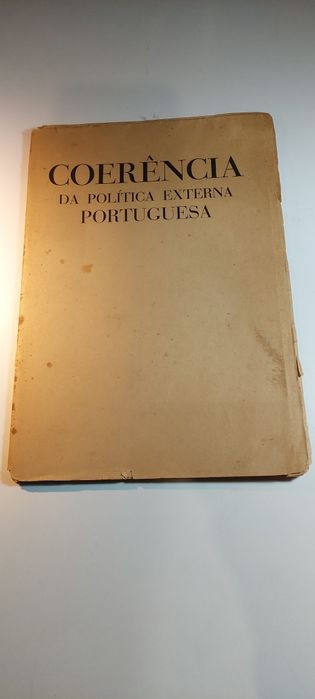 COERÊNCIA
DA POLÍTICA EXTERNA
PORTUGUESA